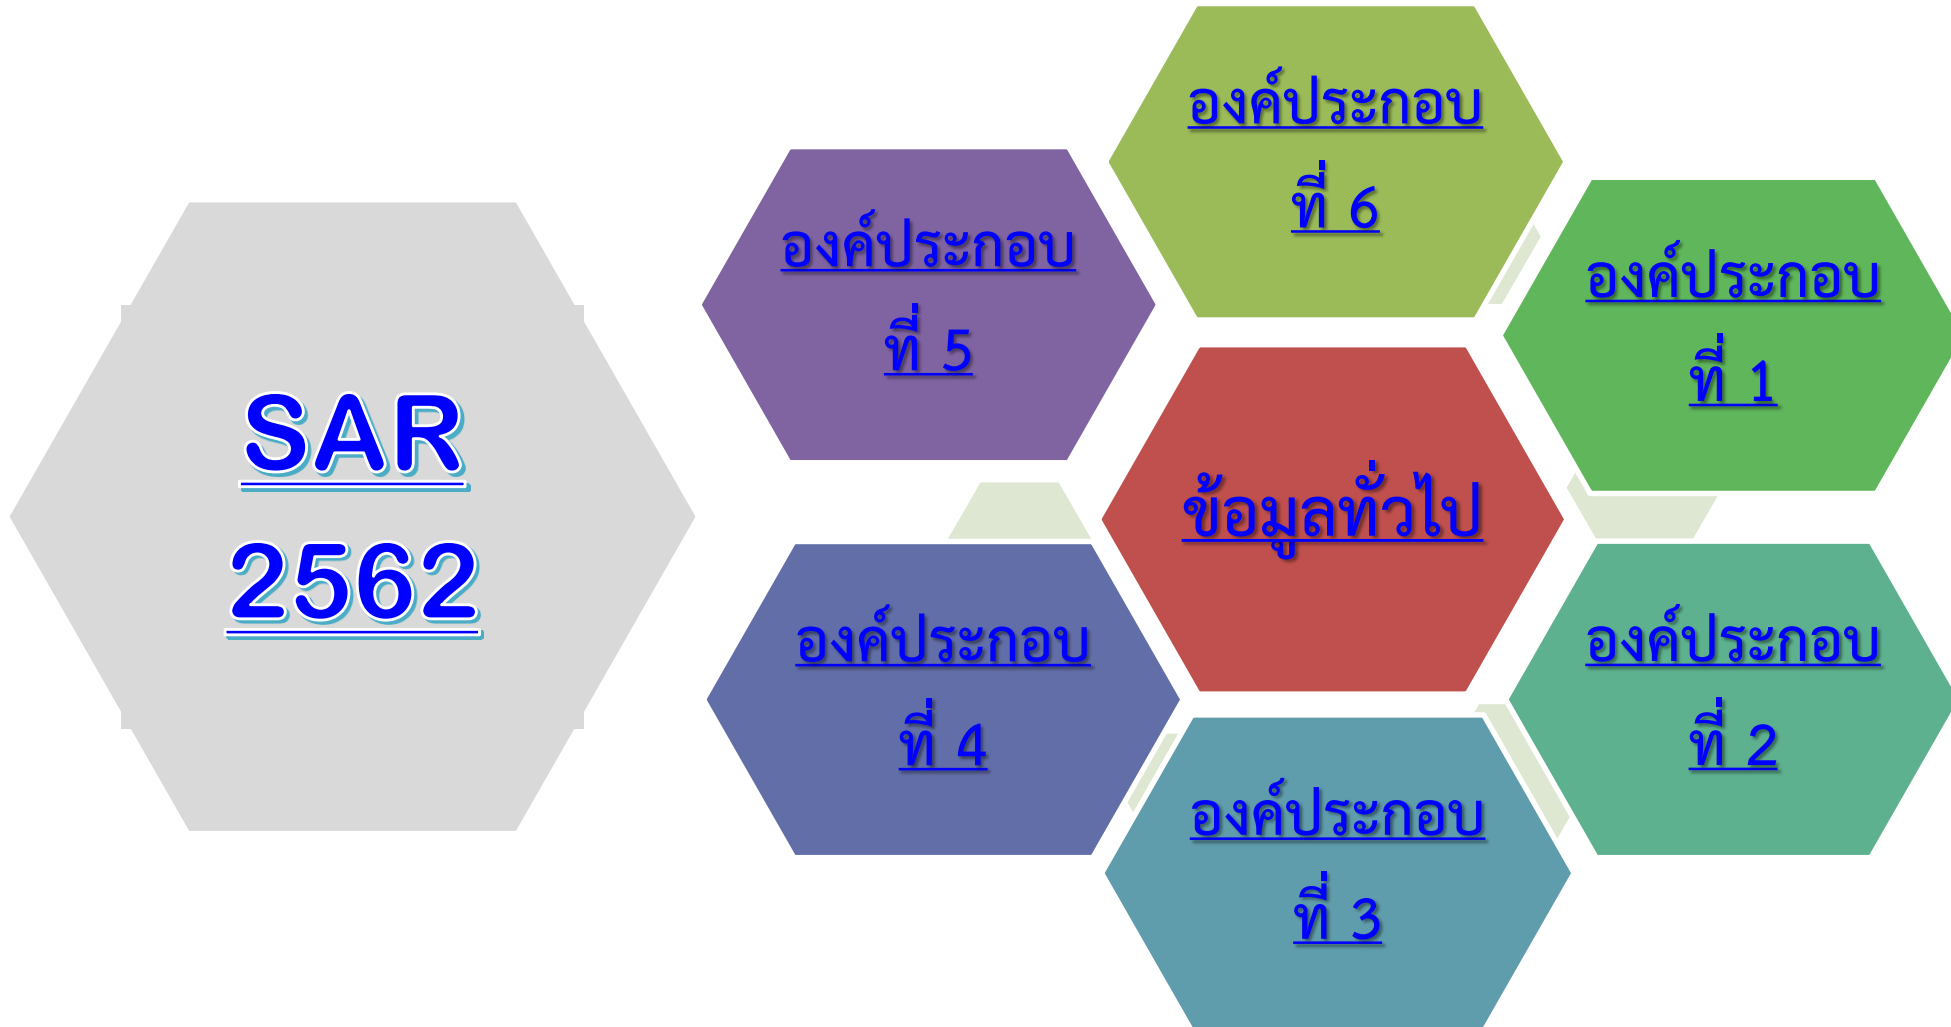 SAR
2562
องค์ประกอบ
ที่ 6
องค์ประกอบ
ที่ 5
องค์ประกอบ
ที่ 1
ข้อมูลทั่วไป
องค์ประกอบ
ที่ 4
องค์ประกอบ
ที่ 2
องค์ประกอบ
ที่ 3